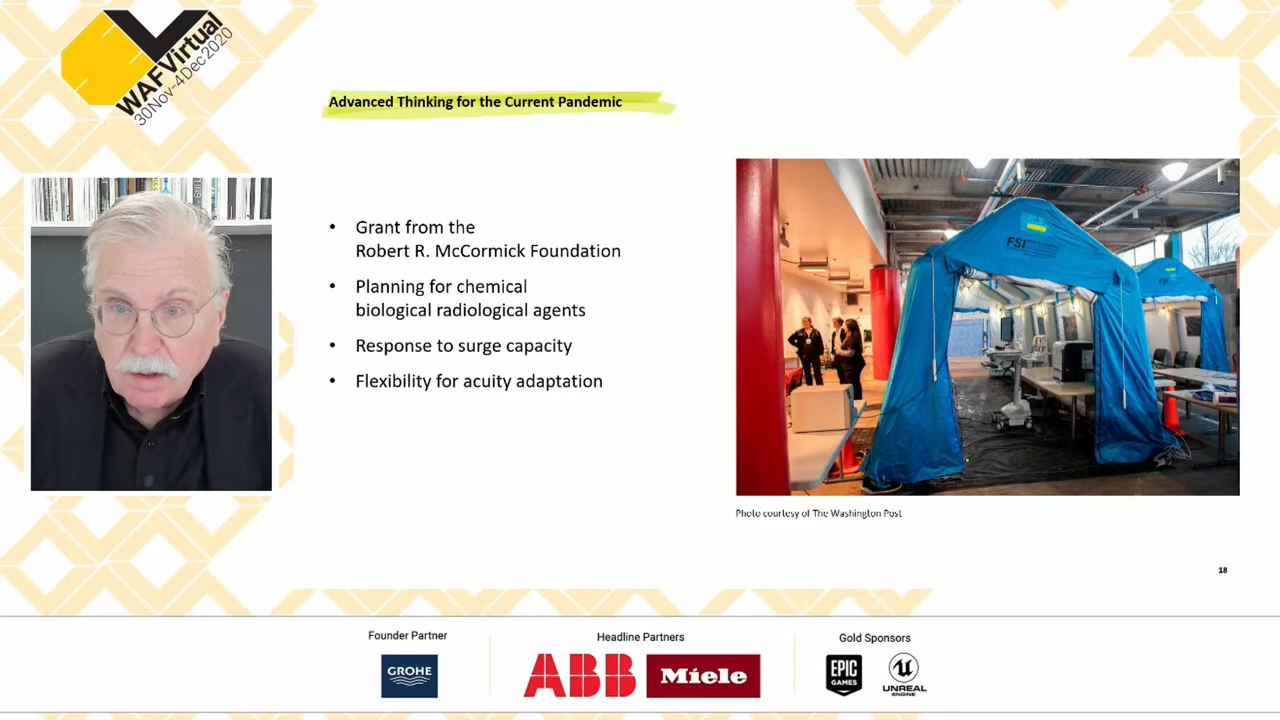 WAFVirtual
30Nov-4Dec2020
Advanced Thinking for the Current Pandemic
• Grant from the
Robert R. McCormick Foundation
• Planning for chemical
biological radiological agents
• Response to surge capacity
• Flexibility for acuity adaptation
FSI
Photo courtesy of The Washington Post
18
Founder Partner
Headline Partners
Gold Sponsors
GROHE
ABB
Miele
EPIC
GAMES
UNREAL
ENGINE